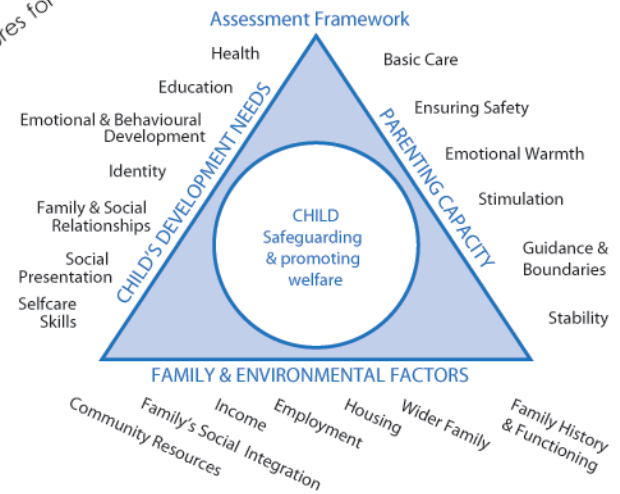 Assessment Framework
Health
Education
Emotional & Behavioural
Development
Identity
Family & Social
Relationships
Social
Presentation
Selfcare
Skills
CHILD'S DEVELOPMENT NEEDS
CHILD
Safeguarding
& promoting
welfare
PARENTING CAPACITY
Basic Care
Ensuring Safety
Emotional Warmth
Stimulation
Guidance &
Boundaries
Stability
FAMILY & ENVIRONMENTAL FACTORS
Community Resources
Family's Social Integration
Income
Employment
Housing
Wider Family
Family History
& Functioning
for